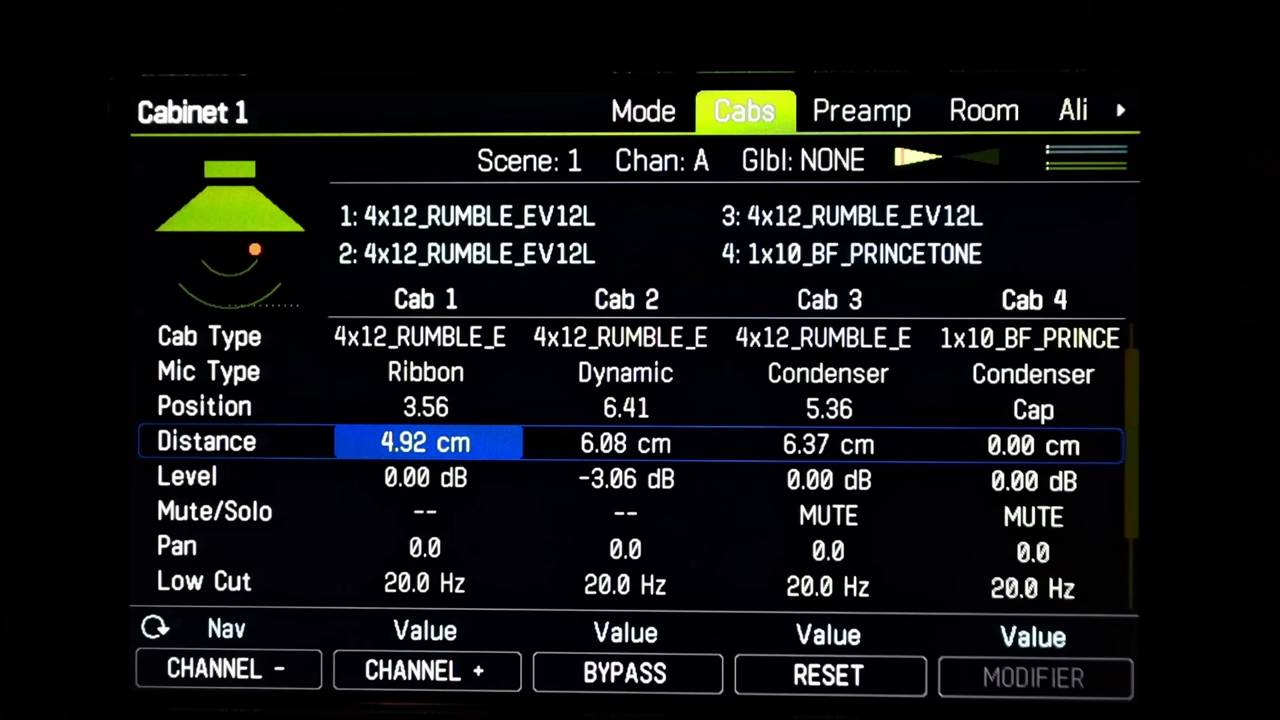 Cabinet 1 Mode Cabs Preamp Room Ali
Scene: 1 Chan: A Glbl: NONE
1: 4x12_RUMBLE_EV12L 3: 4x12_RUMBLE_EV12L
2: 4x12_RUMBLE_EV12L 4: 1x10_BF_PRINCETONE
Cab 1 Cab 2 Cab 3 Cab 4
Cab Type 4x12_RUMBLE_E 4x12_RUMBLE_E 4x12_RUMBLE_E 1x10_BF_PRINCE
Mic Type Ribbon Dynamic Condenser Condenser
Position 3.56 6.41 5.36 Cap
Distance 4.92 cm 6.08 cm 6.37 cm 0.00 cm
Level 0.00 dB -3.06 dB 0.00 dB 0.00 dB
Mute/Solo -- -- MUTE MUTE
Pan 0.0 0.0 0.0 0.0
Low Cut 20.0 Hz 20.0 Hz 20.0 Hz 20.0 Hz
Nav Value Value Value Value
CHANNEL - CHANNEL + BYPASS RESET MODIFIER